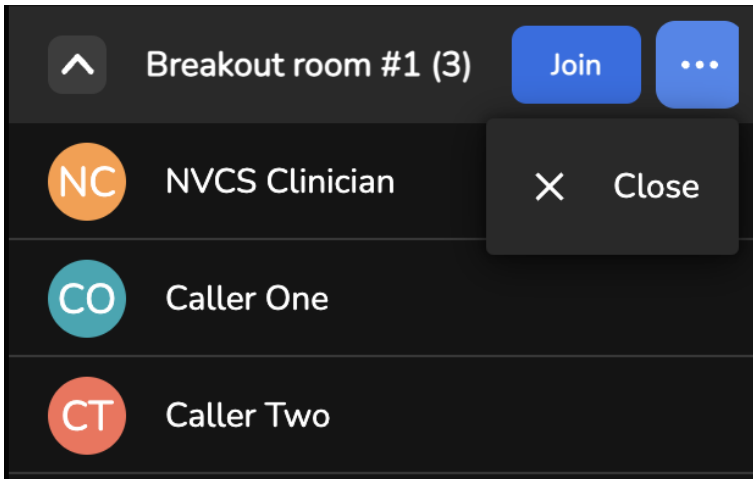 Breakout room #1 (3) Join ...
NC NVCS Clinician
Close
CO Caller One
CT Caller Two